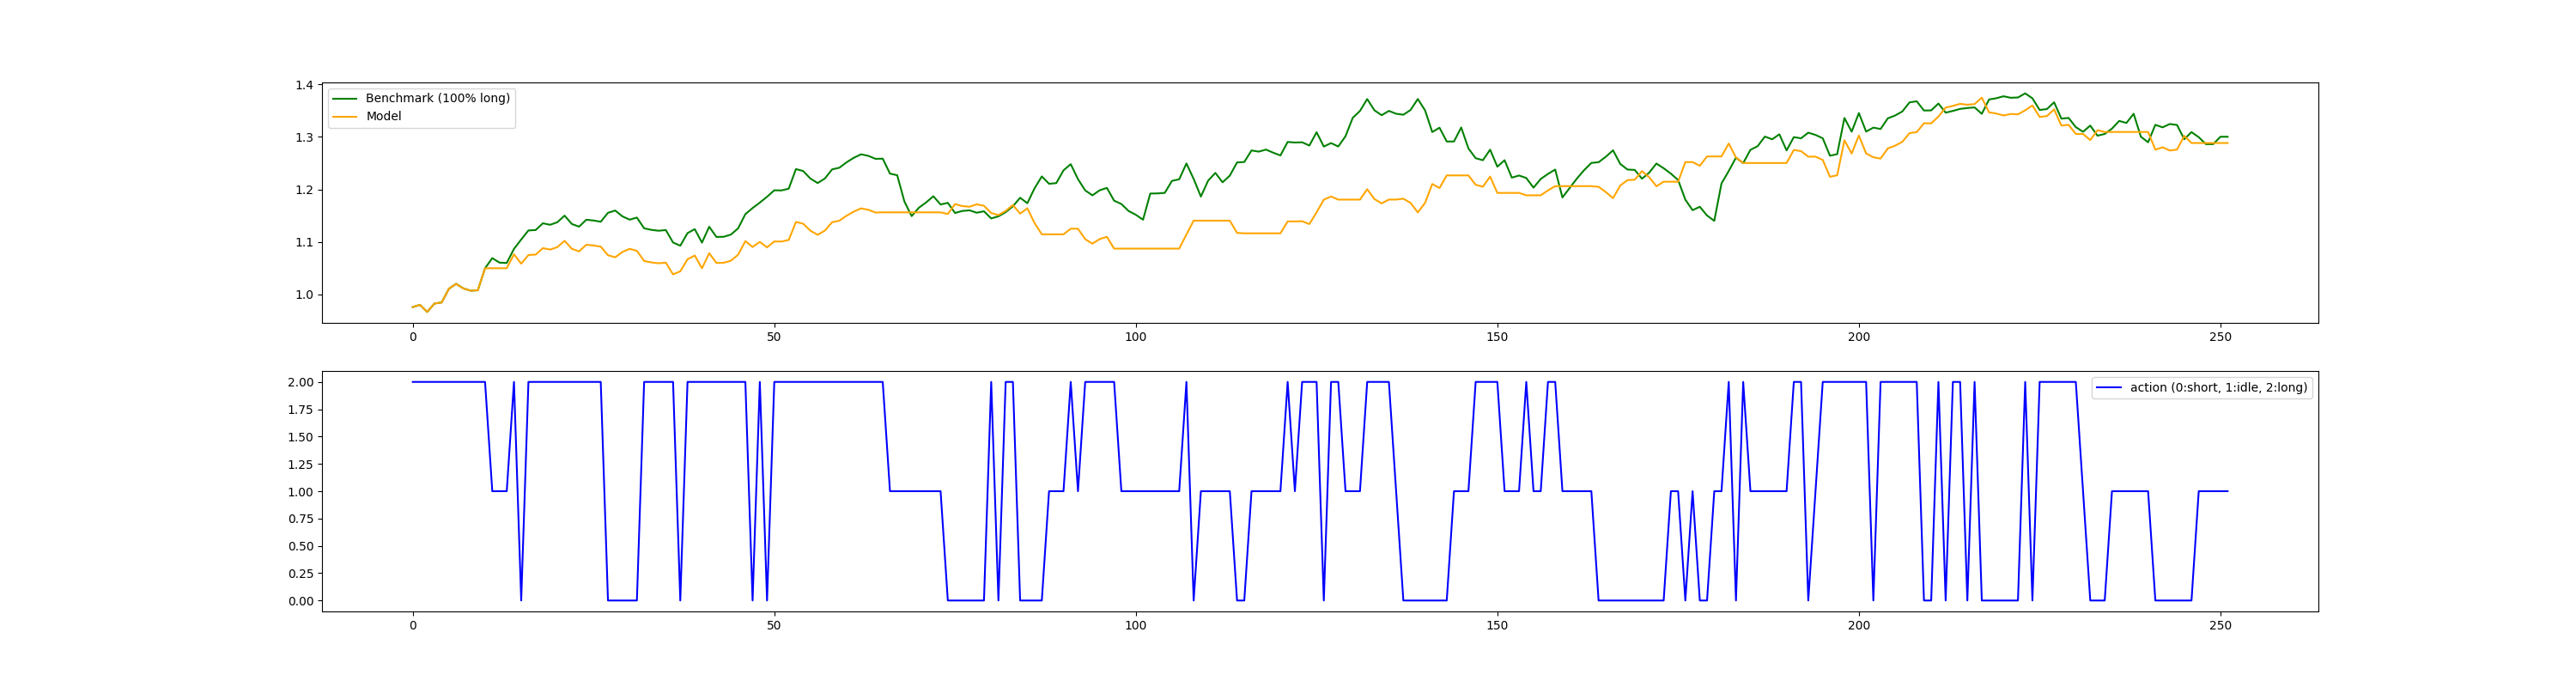 1.4
1.3
1.2
1.1
1.0
Benchmark (100% long)
Model
0 50 100 150 200 250
2.00
1.75
1.50
1.25
1.00
0.75
0.50
0.25
0.00
action (0:short, 1:idle, 2:long)
0 50 100 150 200 250